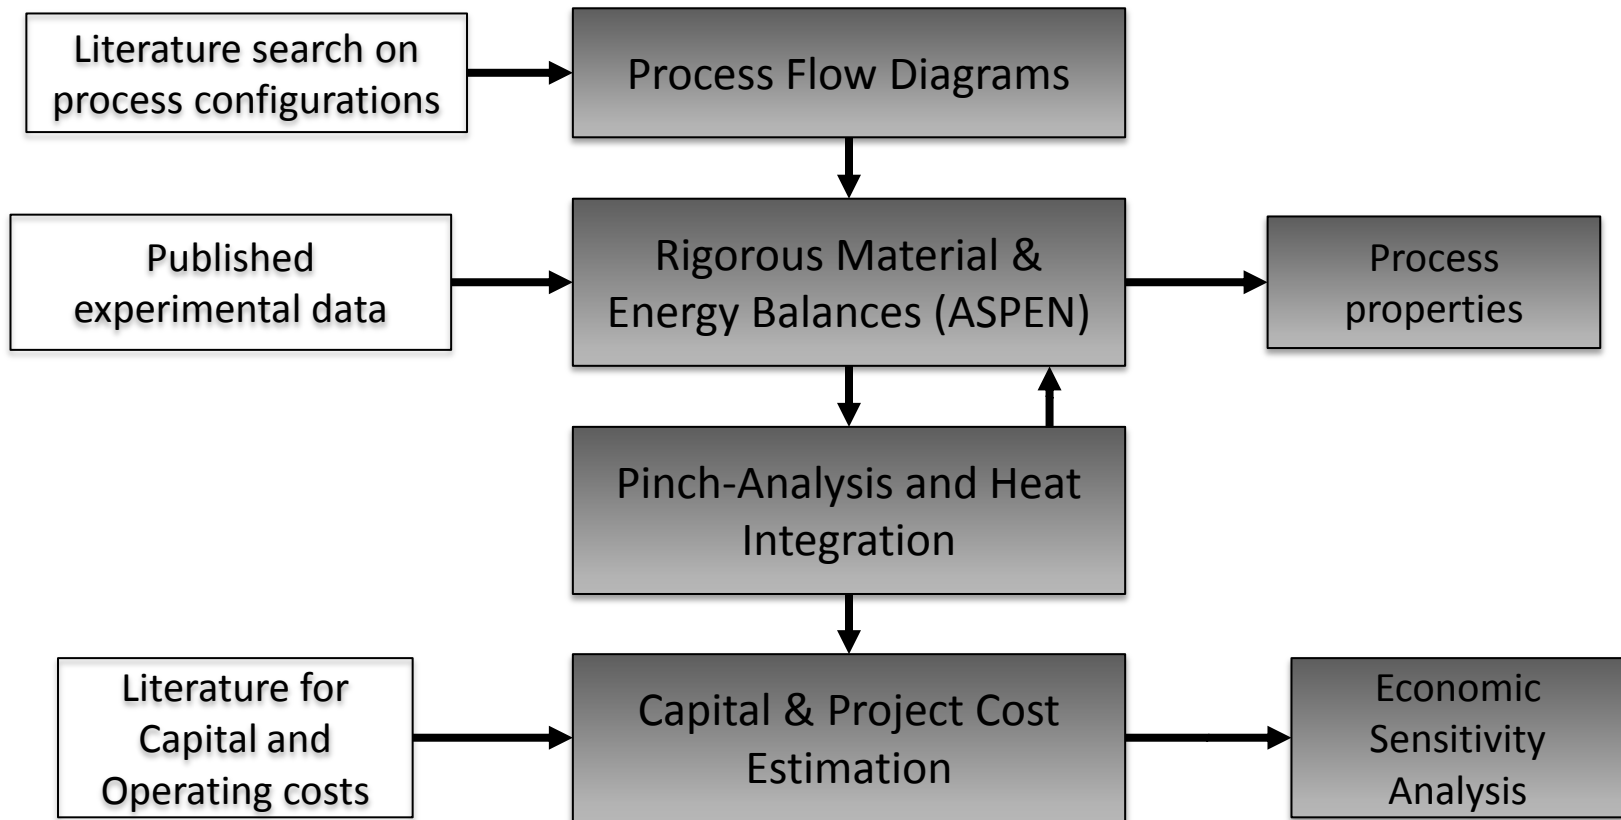 Literature search on
process configurations
Process Flow Diagrams
Published
experimental data
Rigorous Material &
Energy Balances (ASPEN)
Process
properties
Pinch-Analysis and Heat
Integration
Literature for
Capital and
Operating costs
Capital & Project Cost
Estimation
Economic
Sensitivity
Analysis